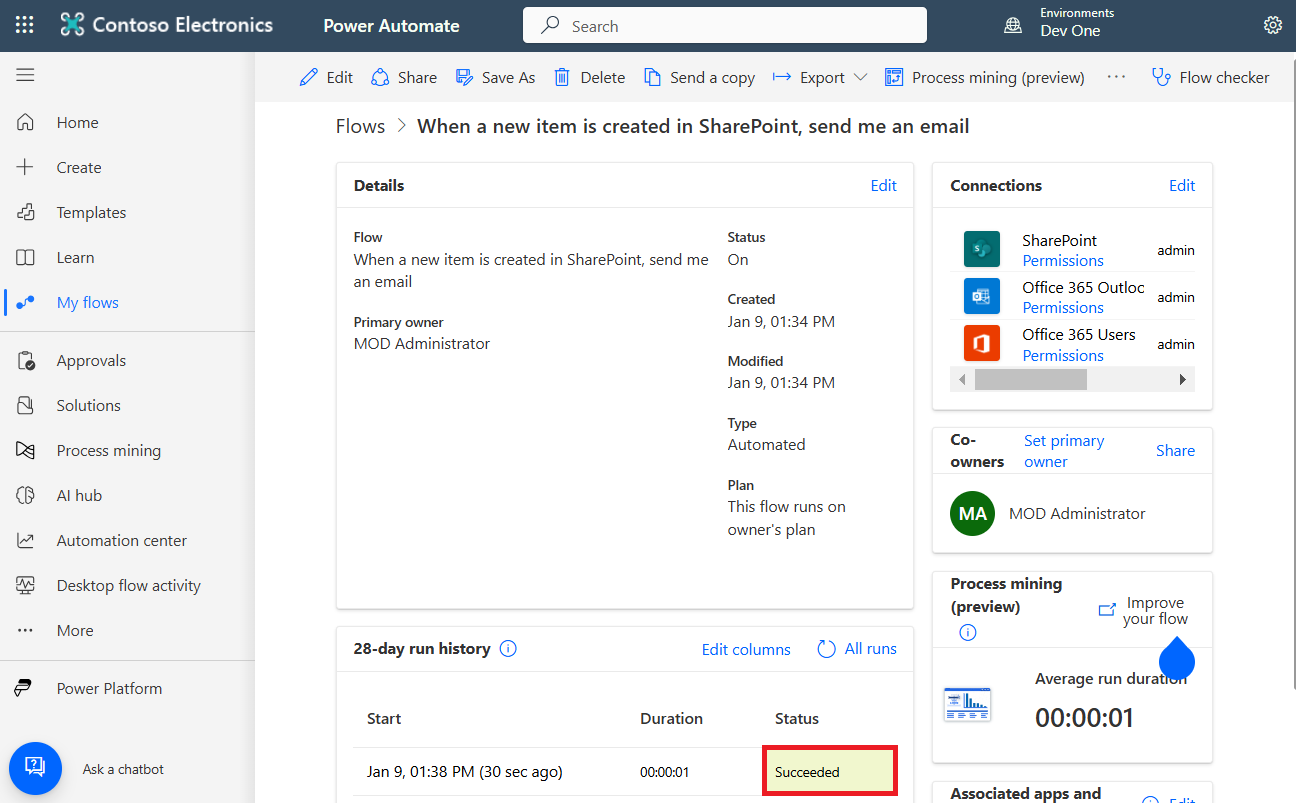 Contoso Electronics
Power Automate
Search
Environments
Dev One
Edit
Share
Save As
Delete
Send a copy
Export
Process mining (preview)
Flow checker
Home
Create
Templates
Learn
My flows
Approvals
Solutions
Process mining
AI hub
Automation center
Desktop flow activity
More
Power Platform
Ask a chatbot
Flows > When a new item is created in SharePoint, send me an email
Details
Edit
Flow
When a new item is created in SharePoint, send me
an email
Primary owner
MOD Administrator
Status
On
Created
Jan 9, 01:34 PM
Modified
Jan 9, 01:34 PM
Type
Automated
Plan
This flow runs on
owner's plan
28-day run history
Edit columns
All runs
Start Duration Status
Jan 9, 01:38 PM (30 sec ago) 00:00:01 Succeeded
Connections
Edit
SharePoint
Permissions
admin
Office 365 Outloc
Permissions
admin
Office 365 Users
Permissions
admin
Co-
owners
Set primary
owner
Share
MA
MOD Administrator
Process mining
(preview)
Improve
your flow
Average run duration
00:00:01
Associated apps and
Edit